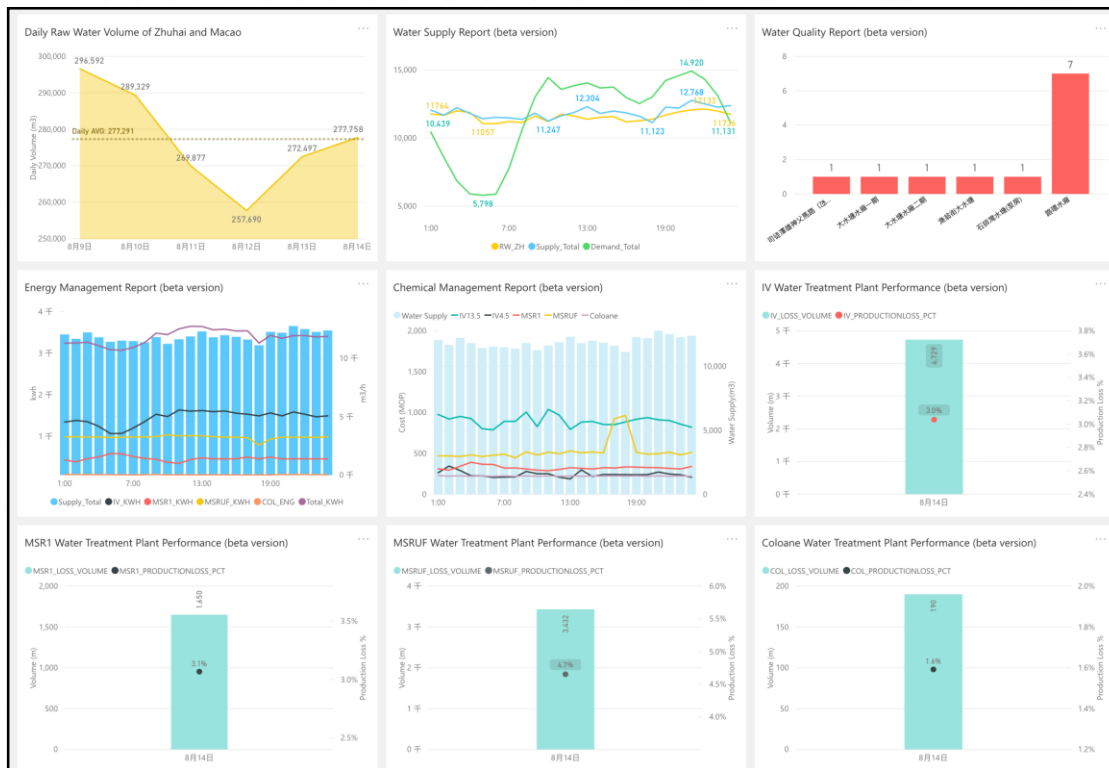 Daily Raw Water Volume of Zhuhai and Macao
...
Daily Volume (m3)
300,000
290,000
280,000
270,000
260,000
250,000
296,592
289,329
Daily AVG: 277,291
269,877
257,690
272,497
277,758
8月9日 8月10日 8月11日 8月12日 8月13日 8月14日
Water Supply Report (beta version)
...
15,000
10,000
5,000
11764
10,439
11057
5,798
11,247
12,304
11,123
14,920
12,768
12133
11,131
1:00 7:00 13:00 19:00
RW_ZH Supply_Total Demand_Total
Water Quality Report (beta version)
...
8
6
4
2
0
1 1 1 1 1 7
大水塘水廠一期
大水塘水廠二期
路環水廠
Energy Management Report (beta version)
...
kwh
4 千
3 千
2 千
1 千
m3/h
10 千
5 千
0 千
1:00 7:00 13:00 19:00
Supply_Total IV_KWH MSR1_KWH MSRUF_KWH COL_ENG Total_KWH
Chemical Management Report (beta version)
...
Water Supply IV13.5 IV4.5 MSR1 MSRUF Coloane
Cost (MOP)
2,000
1,500
1,000
500
0
Water Supply(m3)
10,000
5,000
0
1:00 7:00 13:00 19:00
IV Water Treatment Plant Performance (beta version)
...
IV_LOSS_VOLUME IV_PRODUCTIONLOSS_PCT
Volume (m)
5 千
4 千
3 千
2 千
1 千
0 千
4,729
3.0%
Production Loss %
3.8%
3.6%
3.4%
3.2%
3.0%
2.8%
2.6%
2.4%
8月14日
MSR1 Water Treatment Plant Performance (beta version)
...
MSR1_LOSS_VOLUME MSR1_PRODUCTIONLOSS_PCT
Volume (m)
2,000
1,500
1,000
500
0
1,650
3.1%
Production Loss %
3.5%
3.0%
2.5%
8月14日
MSRUF Water Treatment Plant Performance (beta version)
...
MSRUF_LOSS_VOLUME MSRUF_PRODUCTIONLOSS_PCT
Volume (m)
4 千
3 千
2 千
1 千
0 千
3,432
4.7%
Production Loss %
6.0%
5.5%
5.0%
4.5%
4.0%
8月14日
Coloane Water Treatment Plant Performance (beta version)
...
COL_LOSS_VOLUME COL_PRODUCTIONLOSS_PCT
Volume (m)
200
150
100
50
0
190
1.6%
Production Loss %
2.0%
1.8%
1.6%
1.4%
1.2%
8月14日